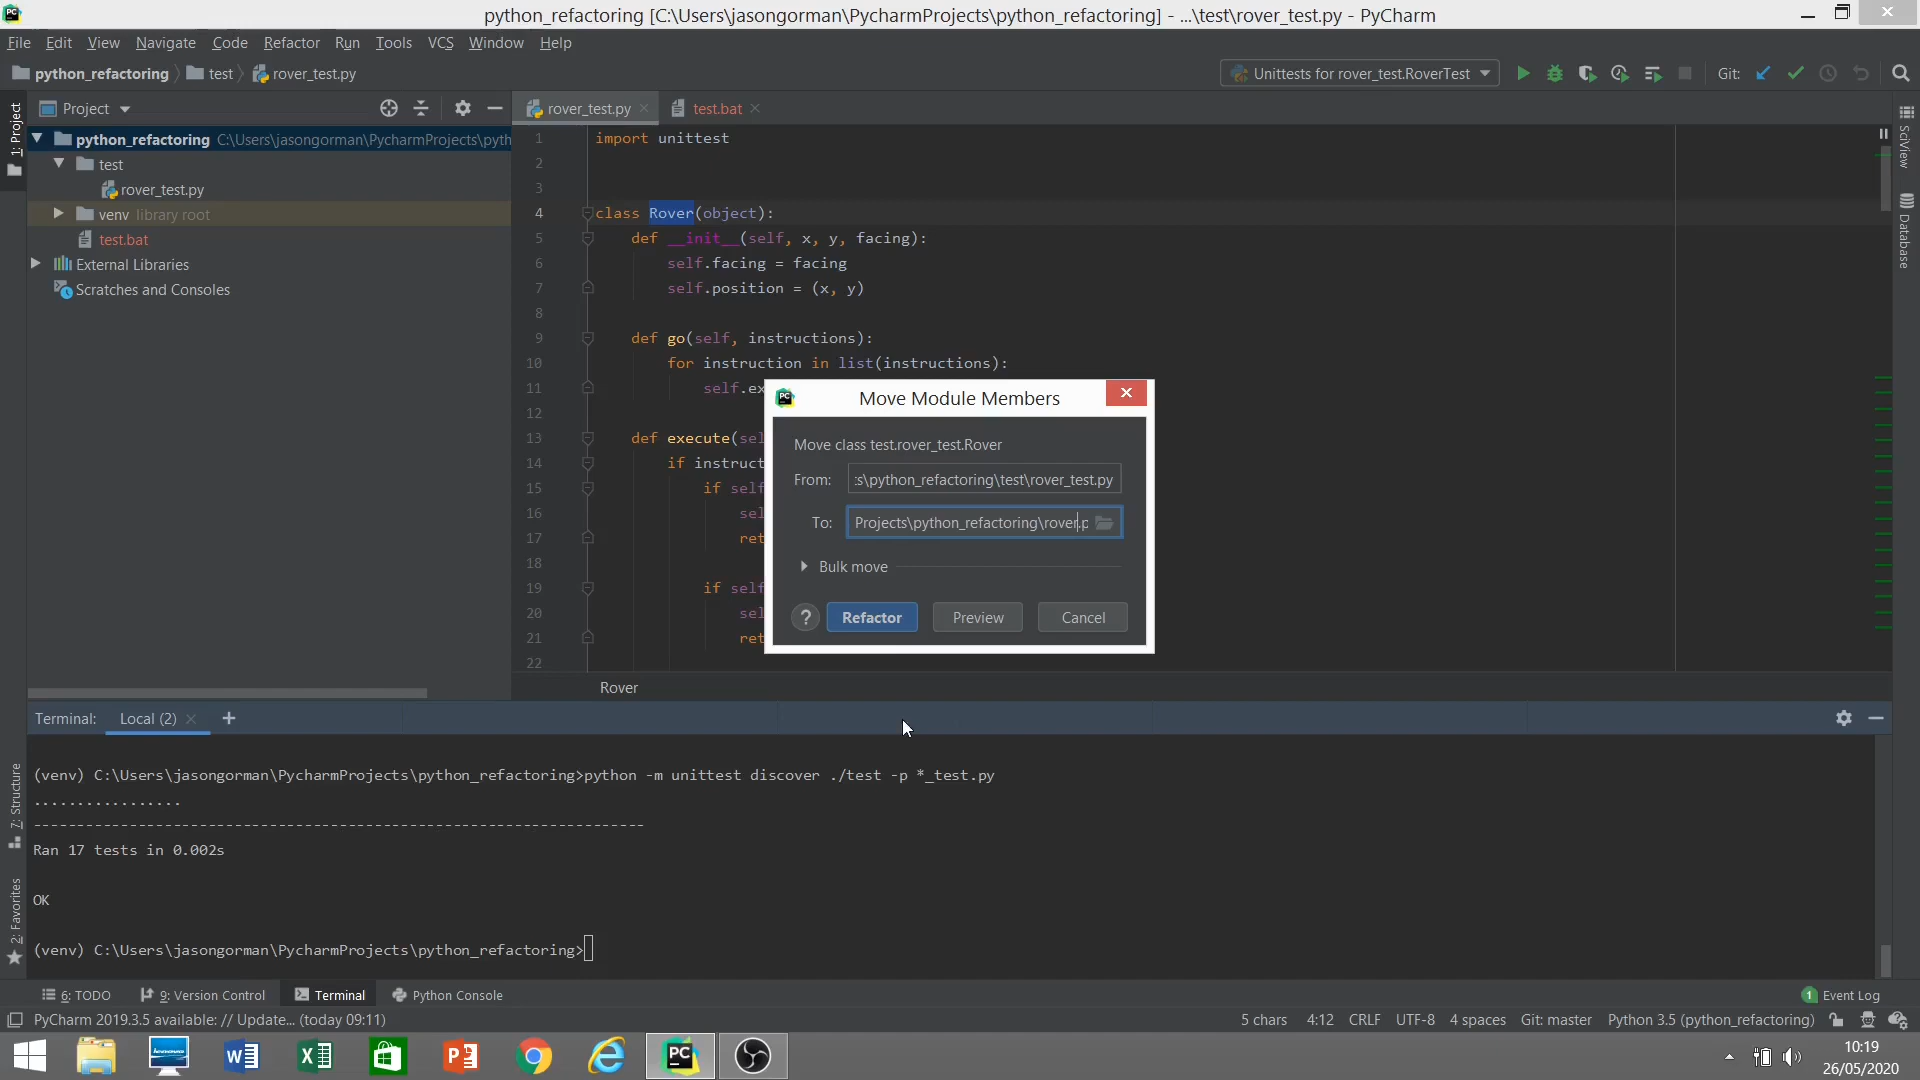 python_refactoring [C:\Users\jasongorman\PycharmProjects\python_refactoring] - ...\test\rover_test.py - PyCharm
File Edit View Navigate Code Refactor Run Tools VCS Window Help
python_refactoring test rover_test.py
Unittests for rover_test.RoverTest
Git:
1: Project
Project
rover_test.py
test.bat
python_refactoring C:\Users\jasongorman\PycharmProjects\pyth
test
rover_test.py
venv library root
test.bat
External Libraries
Scratches and Consoles
1 import unittest
2
3
4 class Rover(object):
5 def __init__(self, x, y, facing):
6 self.facing = facing
7 self.position = (x, y)
8
9 def go(self, instructions):
10 for instruction in list(instructions):
11 self.ex
12
13 def execute(sel
14 if instruct
15 if self
16 sel
17 ret
18
19 if self
20 sel
21 ret
22
Rover
SciView
Database
Move Module Members
Move class test.rover_test.Rover
From: :s\python_refactoring\test\rover_test.py
To: Projects\python_refactoring\rover.p
Bulk move
? Refactor Preview Cancel
Terminal: Local (2)
(venv) C:\Users\jasongorman\PycharmProjects\python_refactoring>python -m unittest discover ./test -p *_test.py
.................
----------------------------------------------------------------------
Ran 17 tests in 0.002s
OK
(venv) C:\Users\jasongorman\PycharmProjects\python_refactoring>
7: Structure
2: Favorites
6: TODO 9: Version Control Terminal Python Console
1 Event Log
PyCharm 2019.3.5 available: // Update... (today 09:11)
5 chars 4:12 CRLF UTF-8 4 spaces Git: master Python 3.5 (python_refactoring)
10:19
26/05/2020